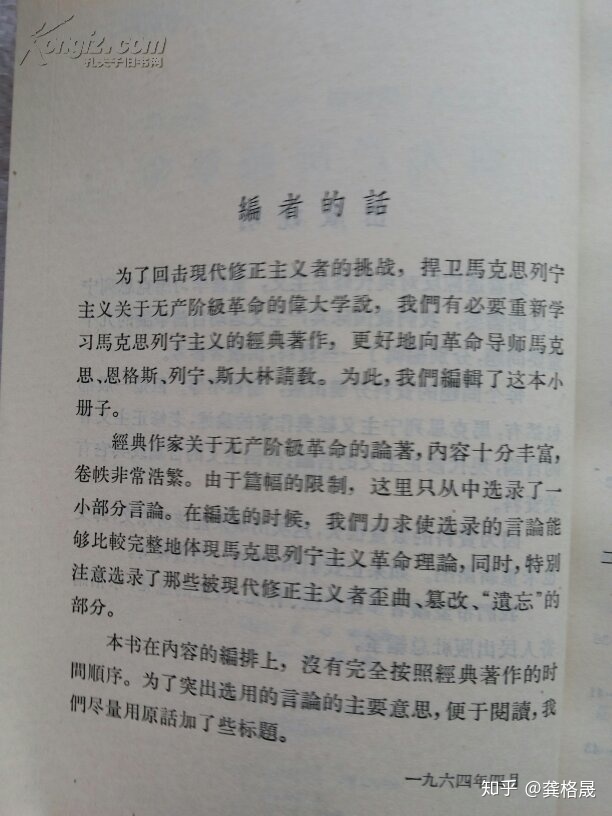 Kongfz.com
孔夫子旧书网
編者的話
为了回击現代修正主义者的挑战，捍卫馬克思列宁
主义关于无产阶級革命的偉大学說，我們有必要重新学
习馬克思列宁主义的經典著作，更好地向革命导师馬克
思、恩格斯、列宁、斯大林請教。为此，我們編輯了这本小
册子。
經典作家关于无产阶級革命的論著，內容十分丰富，
卷帙非常浩繁。由于篇幅的限制，这里只从中选录了一
小部分言論。在編选的时候，我們力求使选录的言論能
够比較完整地体現馬克思列宁主义革命理論，同时，特別
注意选录了那些被現代修正主义者歪曲、篡改、“遺忘”的
部分。
本书在內容的編排上，沒有完全按照經典著作的时
間順序。为了突出选用的言論的主要意思，便于閱讀，我
們尽量用原話加了些标題。
一九六四年四月
知乎 @龚格晟